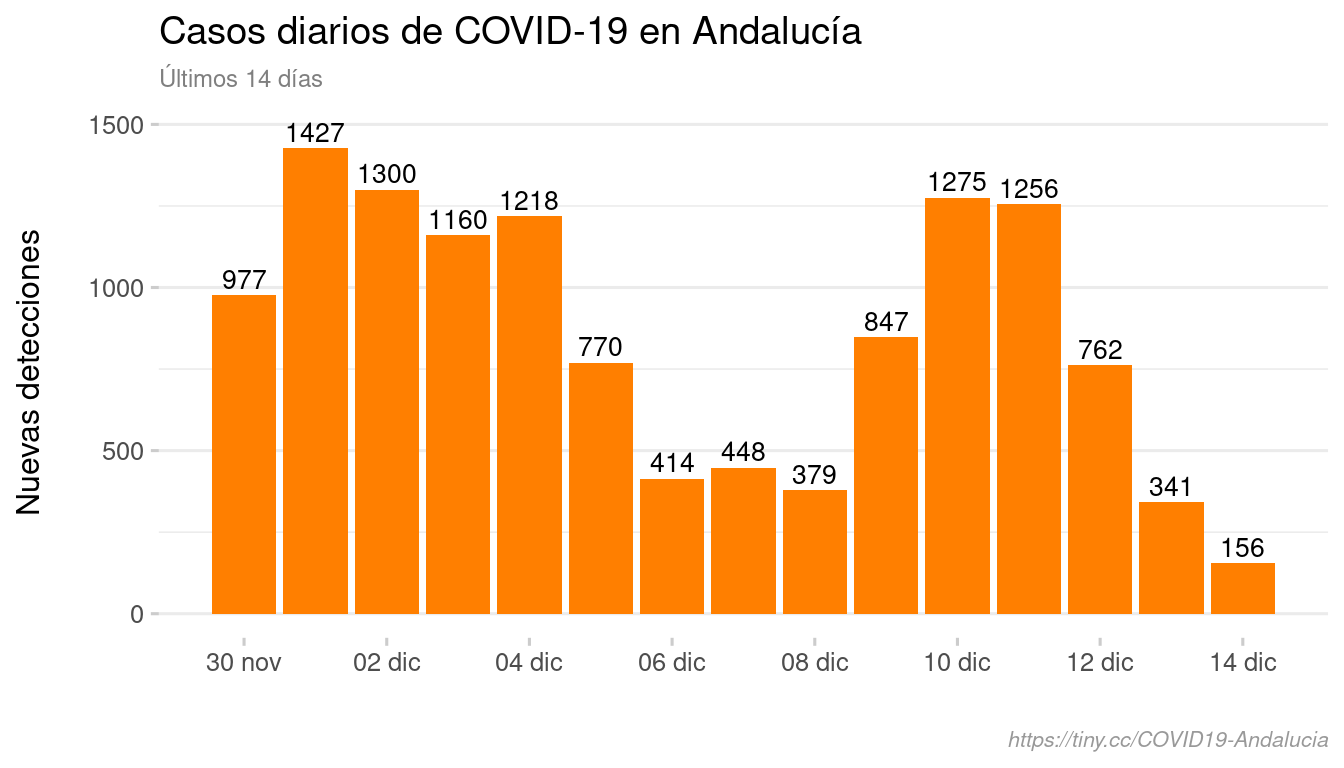 Casos diarios de COVID-19 en Andalucía
Últimos 14 días
Nuevas detecciones
1500
1000
500
0
977
1427
1300
1160
1218
770
414
448
379
847
1275
1256
762
341
156
30 nov
02 dic
04 dic
06 dic
08 dic
10 dic
12 dic
14 dic
https://tiny.cc/COVID19-Andalucia